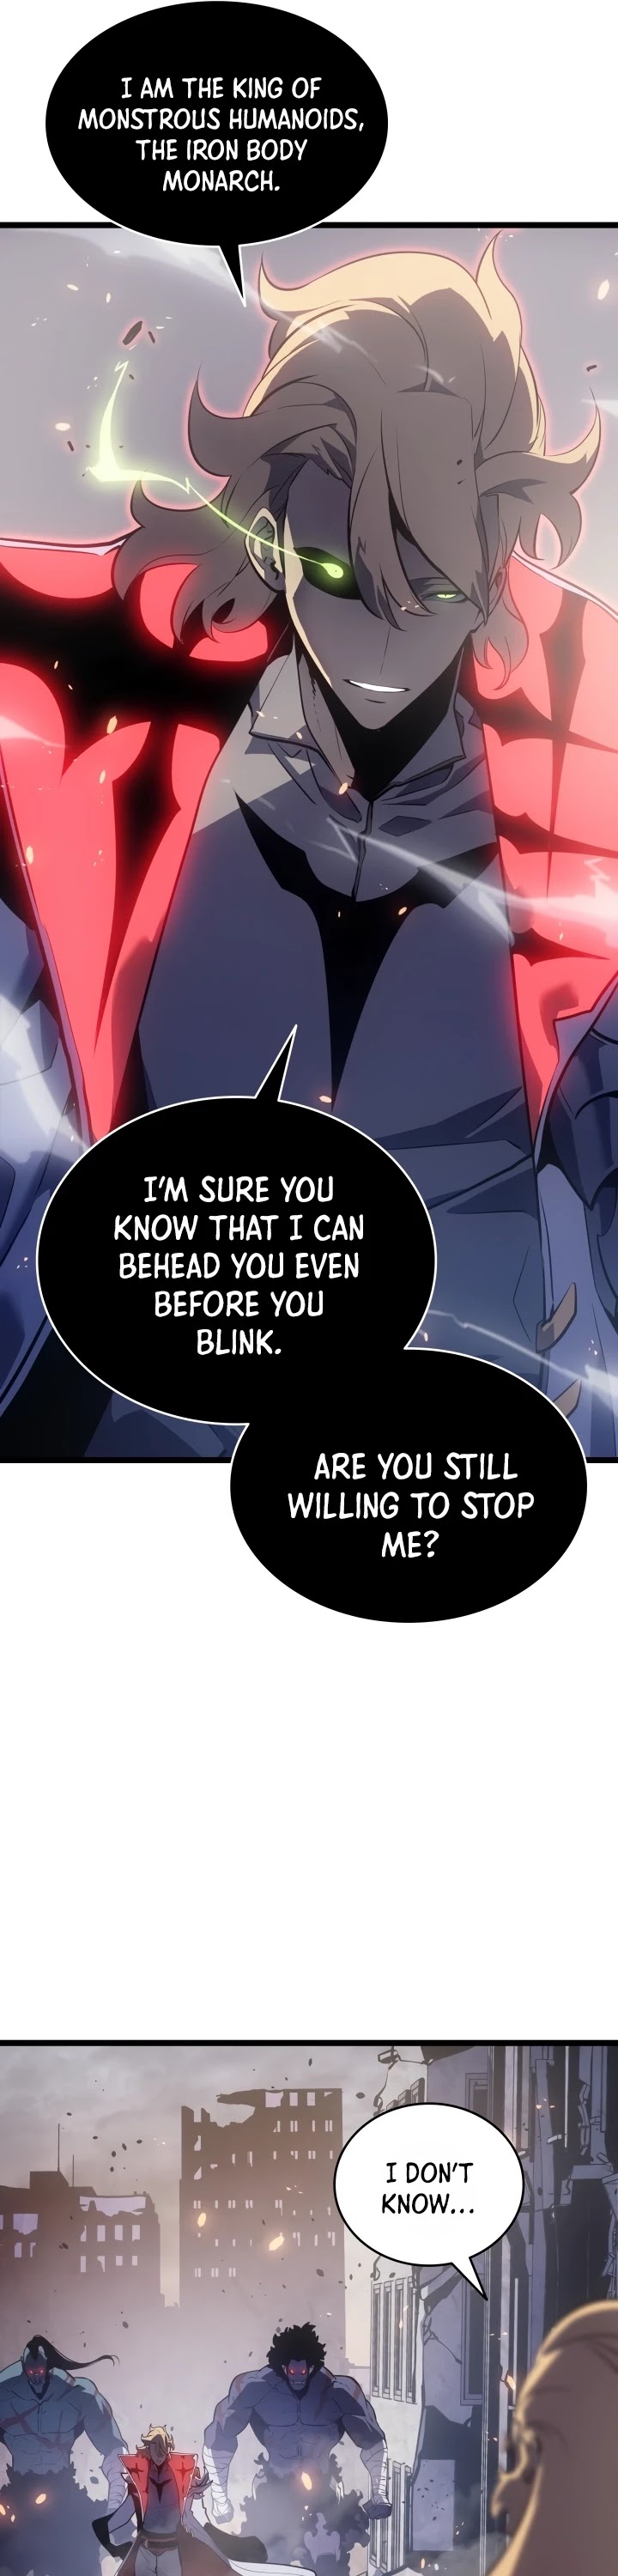 I AM THE KING OF
MONSTROUS HUMANOIDS,
THE IRON BODY
MONARCH.
I'M SURE YOU
KNOW THAT I CAN
BEHEAD YOU EVEN
BEFORE YOU
BLINK.
ARE YOU STILL
WILLING TO STOP
ME?
I DON'T
KNOW...